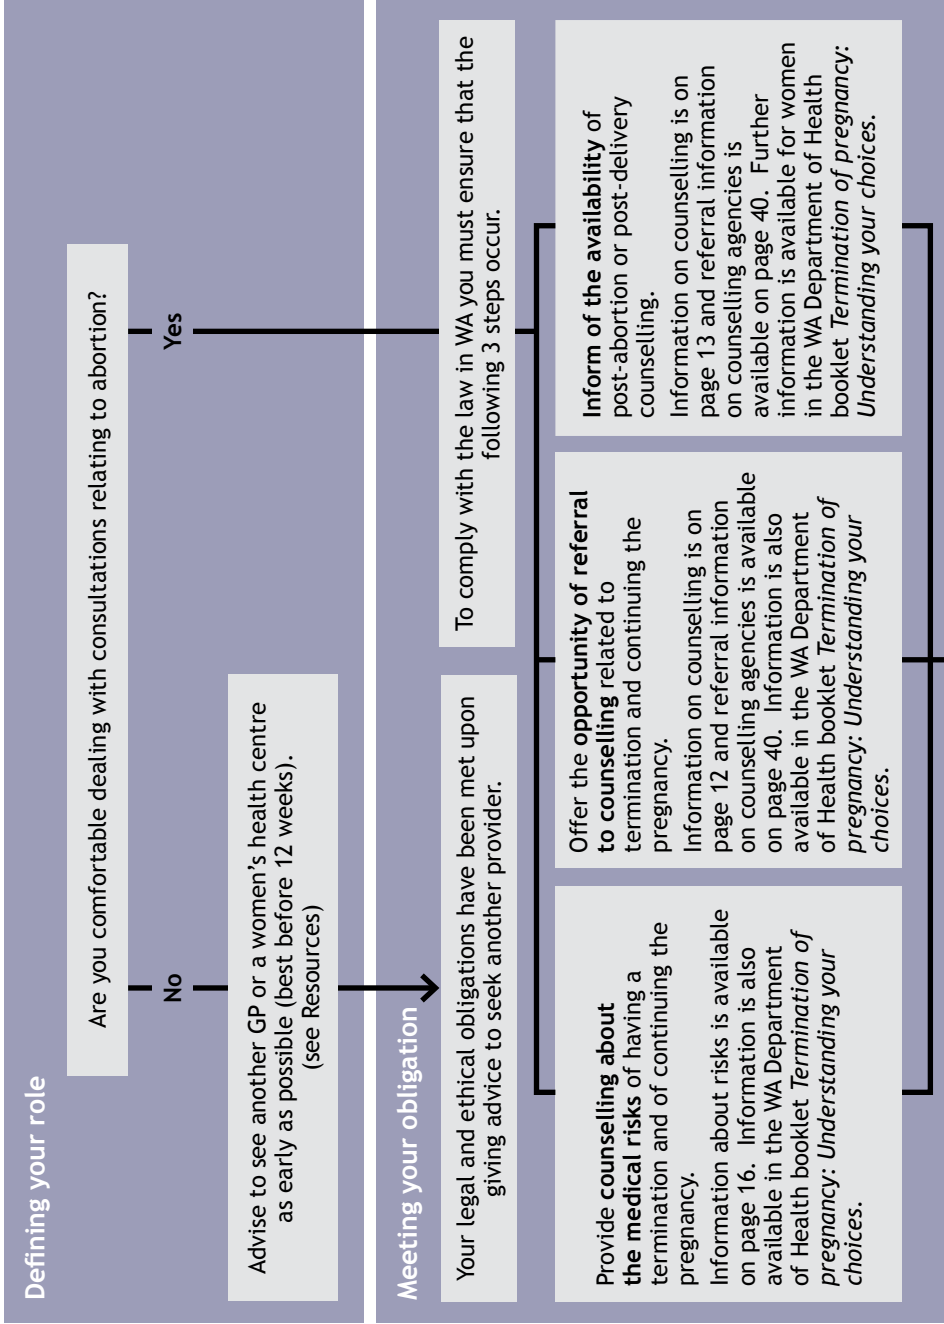 Defining your role
Are you comfortable dealing with consultations relating to abortion?
No
Yes
Advise to see another GP or a women's health centre
as early as possible (best before 12 weeks).
(see Resources)
Meeting your obligation
Your legal and ethical obligations have been met upon
giving advice to seek another provider.
To comply with the law in WA you must ensure that the
following 3 steps occur.
Provide counselling about
the medical risks of having a
termination and of continuing the
pregnancy.
Information about risks is available
on page 16. Information is also
available in the WA Department
of Health booklet Termination of
pregnancy: Understanding your
choices.
Offer the opportunity of referral
to counselling related to
termination and continuing the
pregnancy.
Information on counselling is on
page 12 and referral information
on counselling agencies is available
on page 40. Information is also
available in the WA Department
of Health booklet Termination of
pregnancy: Understanding your
choices.
Inform of the availability of
post-abortion or post-delivery
counselling.
Information on counselling is on
page 13 and referral information
on counselling agencies is
available on page 40. Further
information is available for women
in the WA Department of Health
booklet Termination of pregnancy:
Understanding your choices.